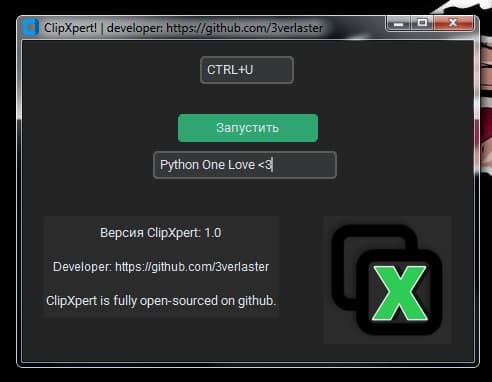 ClipXpert! | developer: https://github.com/3verlaster
CTRL+U
Запустить
Python One Love <3
Версия ClipXpert: 1.0
Developer: https://github.com/3verlaster
ClipXpert is fully open-sourced on github.
X